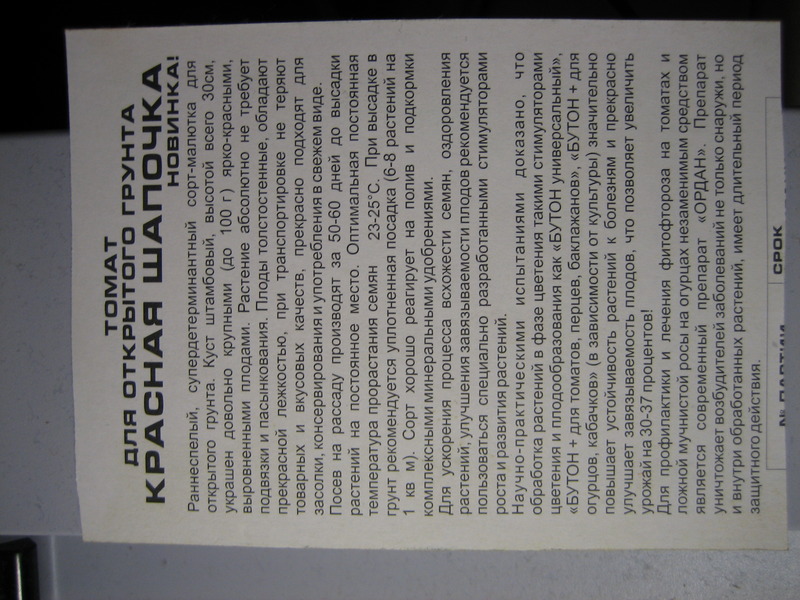 ТОМАТ
ДЛЯ ОТКРЫТОГО ГРУНТА
КРАСНАЯ ШАПОЧКА
НОВИНКА!
Раннеспелый, супердетерминантный сорт-малютка для
открытого грунта. Куст штамбовый, высотой всего 30см,
украшен довольно крупными (до 100 г) ярко-красными,
выровненными плодами. Растение абсолютно не требует
подвязки и пасынкования. Плоды толстостенные, обладают
прекрасной лежкостью, при транспортировке не теряют
товарных и вкусовых качеств, прекрасно подходят для
засолки, консервирования и употребления в свежем виде.
Посев на рассаду производят за 50-60 дней до высадки
растений на постоянное место. Оптимальная постоянная
температура прорастания семян 23-25°С. При высадке в
грунт рекомендуется уплотненная посадка (6-8 растений на
1 кв м). Сорт хорошо реагирует на полив и подкормки
комплексными минеральными удобрениями.
Для ускорения процесса всхожести семян, оздоровления
растений, улучшения завязываемости плодов рекомендуется
пользоваться специально разработанными стимуляторами
роста и развития растений.
Научно-практическими испытаниями доказано, что
обработка растений в фазе цветения такими стимуляторами
цветения и плодообразования как «БУТОН универсальный»,
«БУТОН + для томатов, перцев, баклажанов», «БУТОН + для
огурцов, кабачков» (в зависимости от культуры) значительно
повышает устойчивость растений к болезням и прекрасно
улучшает завязываемость плодов, что позволяет увеличить
урожай на 30-37 процентов!
Для профилактики и лечения фитофтороза на томатах и
ложной мучнистой росы на огурцах незаменимым средством
является современный препарат «ОРДАН». Препарат
уничтожает возбудителей заболеваний не только снаружи, но
и внутри обработанных растений, имеет длительный период
защитного действия.
№ ПАРТИИ СРОК